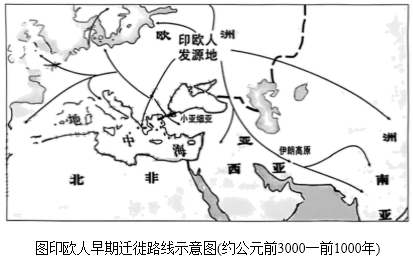 欧 洲
印欧人
发源地
地
中
海
小亚细亚
亚
洲
伊朗高原
西 亚
北 非
南
亚
图印欧人早期迁徙路线示意图(约公元前3000一前1000年)